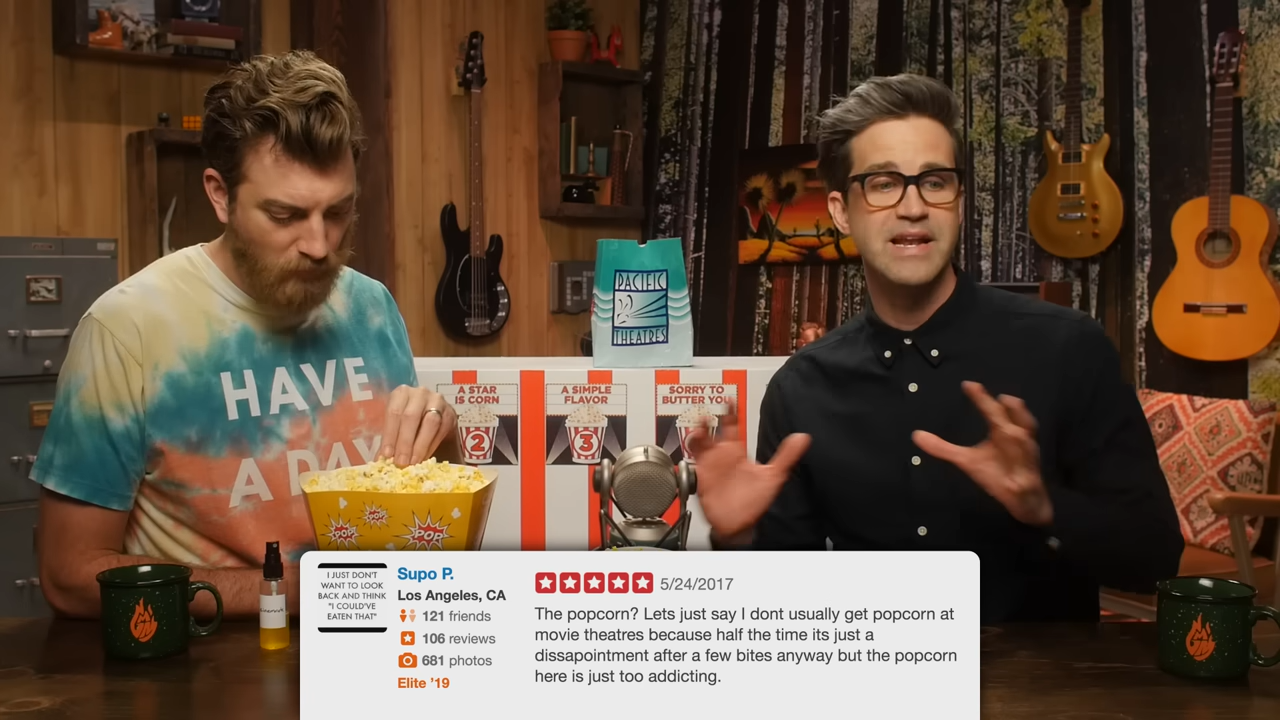 PACIFIC
THEATRES
A STAR
IS CORN
2
A SIMPLE
FLAVOR
3
SORRY TO
BUTTER YOU
HAVE
A DAY
POP
POP
POP
I JUST DON'T
WANT TO LOOK
BACK AND THINK
"I COULD'VE
EATEN THAT"
Supo P.
Los Angeles, CA
121 friends
106 reviews
681 photos
Elite '19
5/24/2017
The popcorn? Lets just say I dont usually get popcorn at
movie theatres because half the time its just a
dissapointment after a few bites anyway but the popcorn
here is just too addicting.